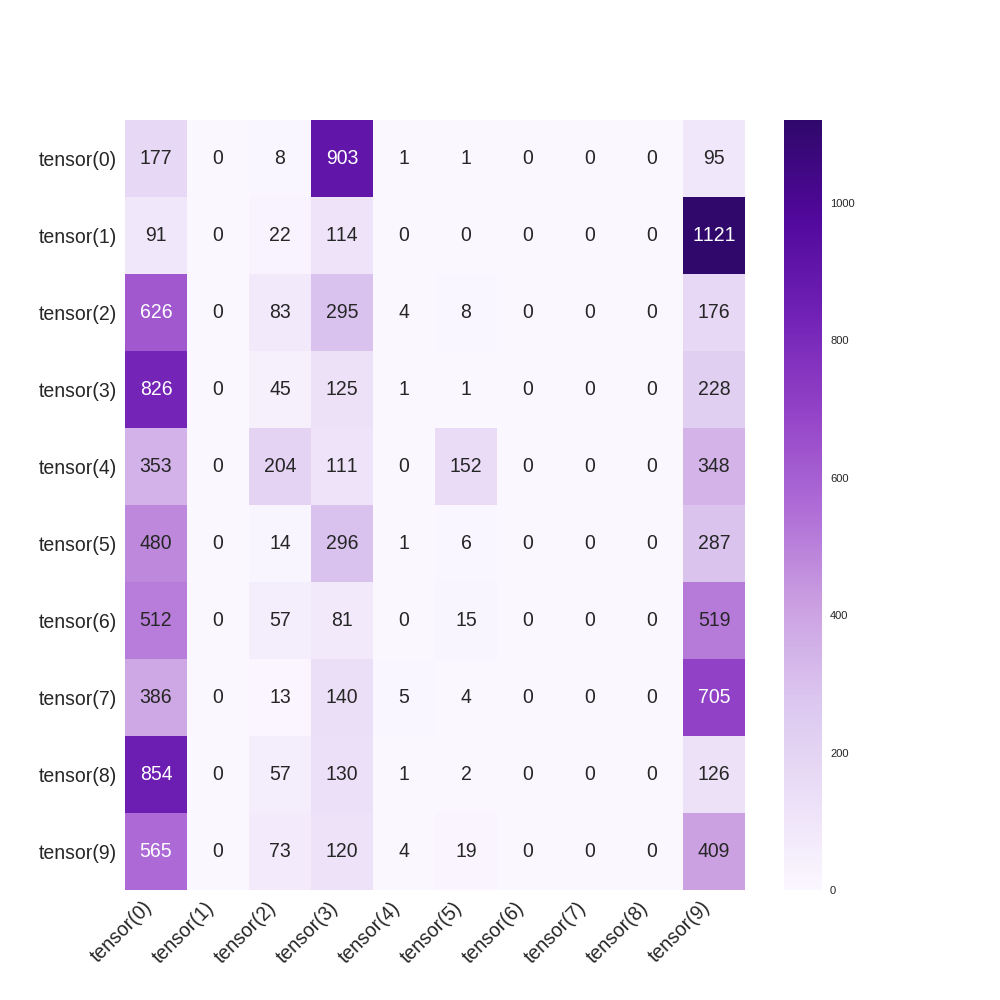 tensor(0) 177 0 8 903 1 1 0 0 0 95
tensor(1) 91 0 22 114 0 0 0 0 0 1121
tensor(2) 626 0 83 295 4 8 0 0 0 176
tensor(3) 826 0 45 125 1 1 0 0 0 228
tensor(4) 353 0 204 111 0 152 0 0 0 348
tensor(5) 480 0 14 296 1 6 0 0 0 287
tensor(6) 512 0 57 81 0 15 0 0 0 519
tensor(7) 386 0 13 140 5 4 0 0 0 705
tensor(8) 854 0 57 130 1 2 0 0 0 126
tensor(9) 565 0 73 120 4 19 0 0 0 409
tensor(0) tensor(1) tensor(2) tensor(3) tensor(4) tensor(5) tensor(6) tensor(7) tensor(8) tensor(9)
1000
800
600
400
200
0